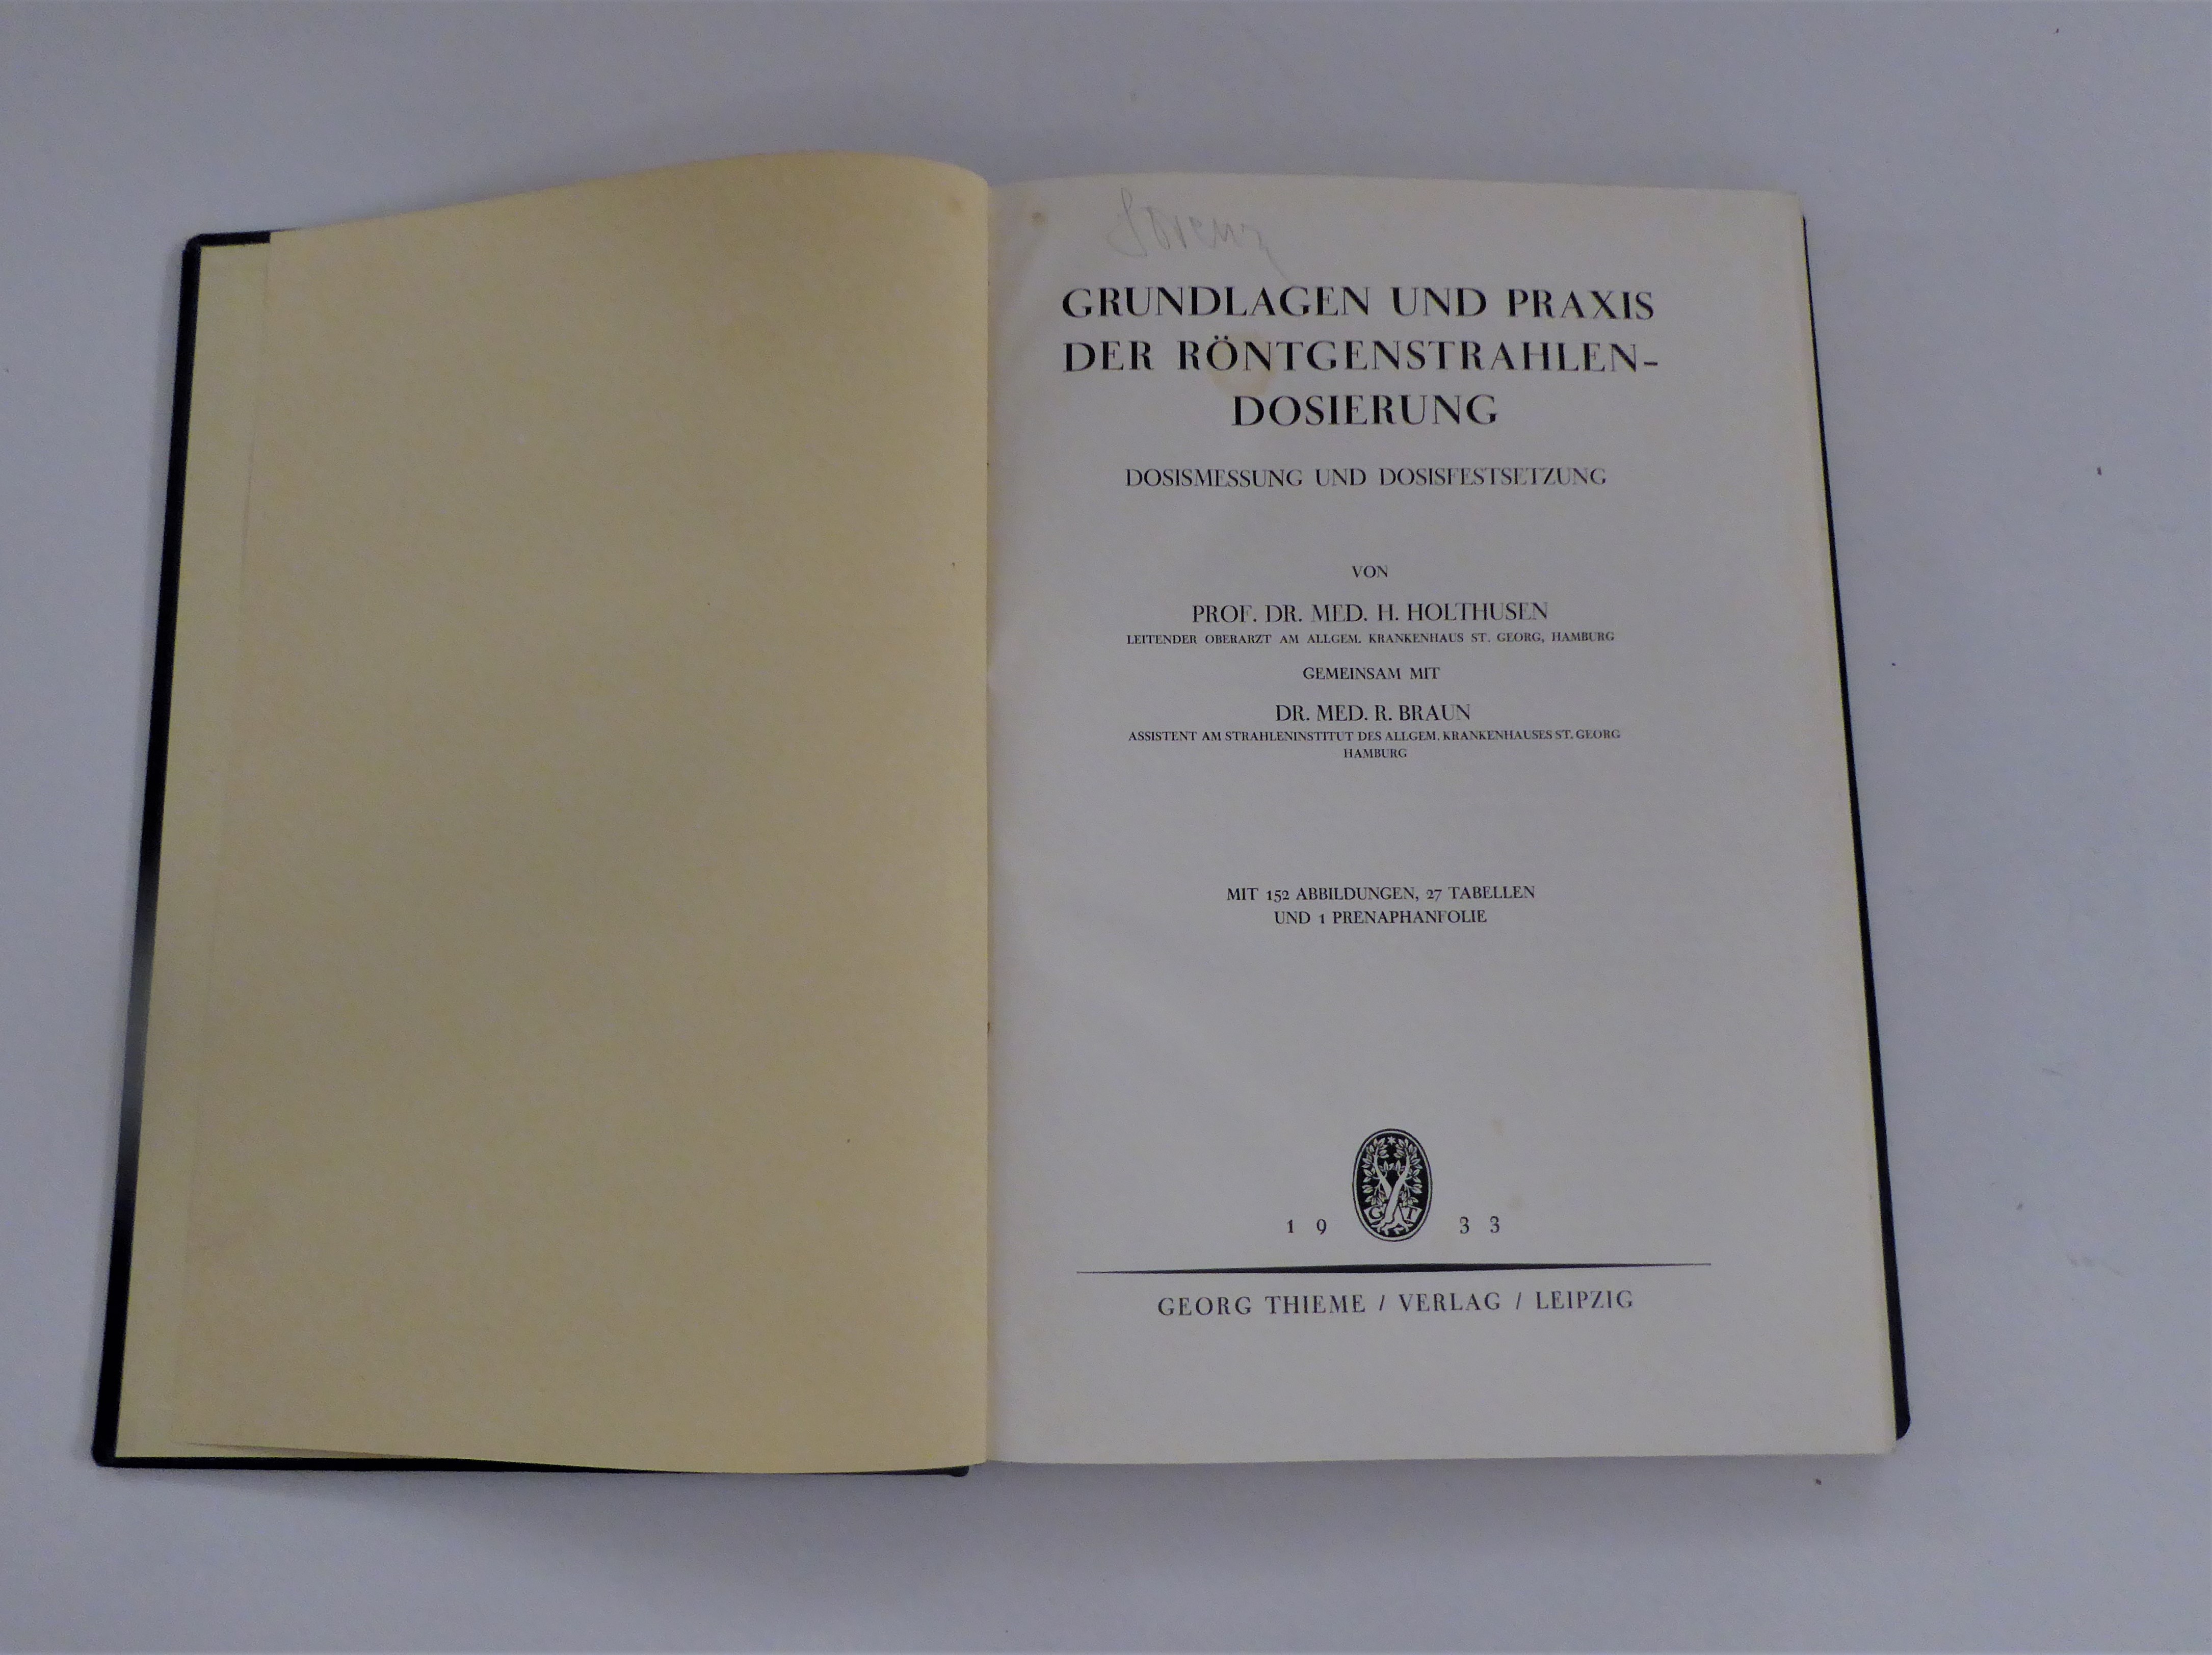 Lorenz
GRUNDLAGEN UND PRAXIS
DER RÖNTGENSTRAHLEN-
DOSIERUNG
DOSISMESSUNG UND DOSISFESTSETZUNG
VON
PROF. DR. MED. H. HOLTHUSEN
LEITENDER OBERARZT AM ALLGEM. KRANKENHAUS ST. GEORG, HAMBURG
GEMEINSAM MIT
DR. MED. R. BRAUN
ASSISTENT AM STRAHLENINSTITUT DES ALLGEM. KRANKENHAUSES ST. GEORG
HAMBURG
MIT 152 ABBILDUNGEN, 27 TABELLEN
UND 1 PRENAPHANFOLIE
G T
19 33
GEORG THIEME / VERLAG / LEIPZIG